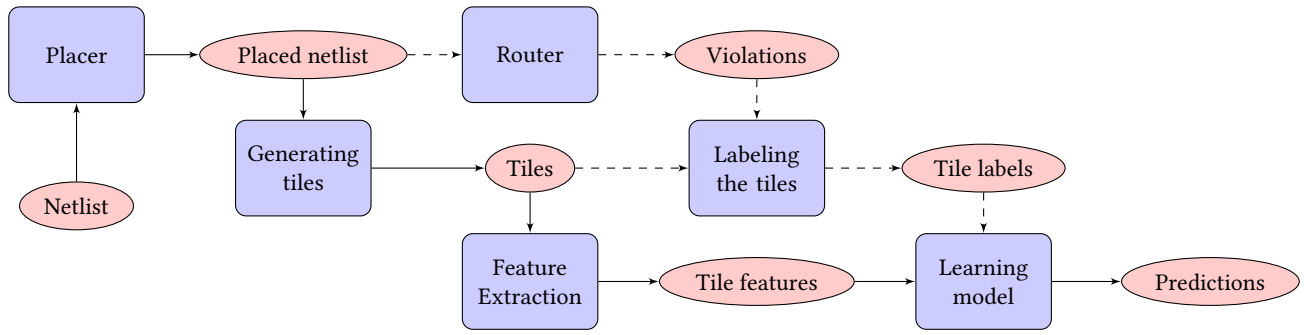 Placer
Placed netlist
Router
Violations
Generating
tiles
Tiles
Labeling
the tiles
Tile labels
Netlist
Feature
Extraction
Tile features
Learning
model
Predictions